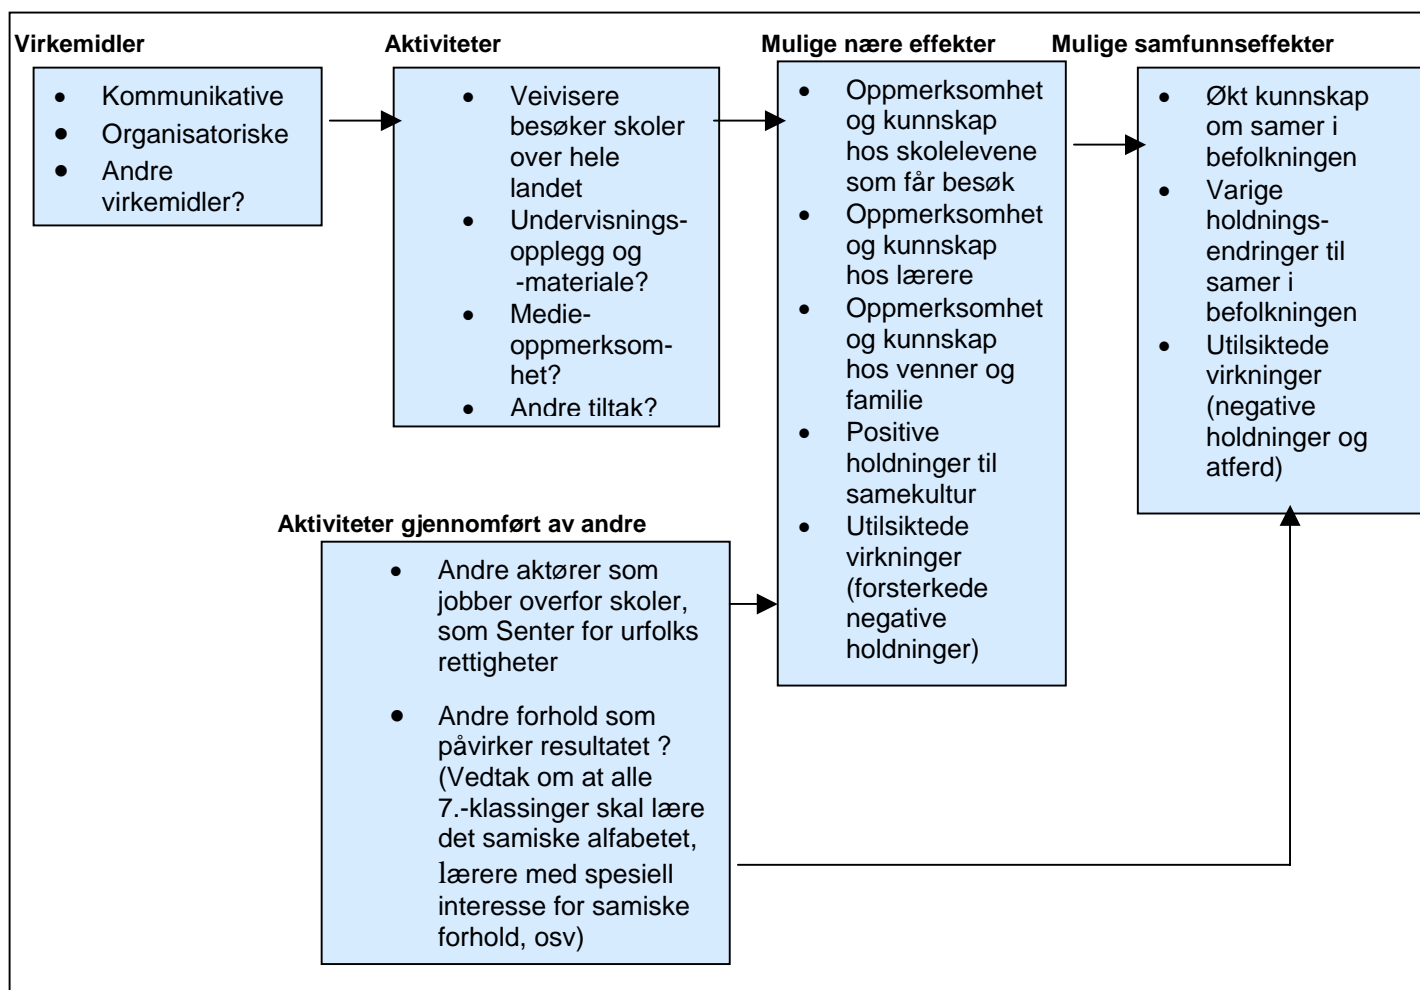 Virkemidler
• Kommunikative
• Organisatoriske
• Andre
virkemidler?
Aktiviteter
• Veivisere
besøker skoler
over hele
landet
• Undervisnings-
opplegg og
-materiale?
• Medie-
oppmerksom-
het?
• Andre tiltak?
Mulige nære effekter
• Oppmerksomhet
og kunnskap
hos skolelevene
som får besøk
• Oppmerksomhet
og kunnskap
hos lærere
• Oppmerksomhet
og kunnskap
hos venner og
familie
• Positive
holdninger til
samekultur
• Utilsiktede
virkninger
(forsterkede
negative
holdninger)
Mulige samfunnseffekter
• Økt kunnskap
om samer i
befolkningen
• Varige
holdnings-
endringer til
samer i
befolkningen
• Utilsiktede
virkninger
(negative
holdninger og
atferd)
Aktiviteter gjennomført av andre
• Andre aktører som
jobber overfor skoler,
som Senter for urfolks
rettigheter
• Andre forhold som
påvirker resultatet ?
(Vedtak om at alle
7.-klassinger skal lære
det samiske alfabetet,
lærere med spesiell
interesse for samiske
forhold, osv)